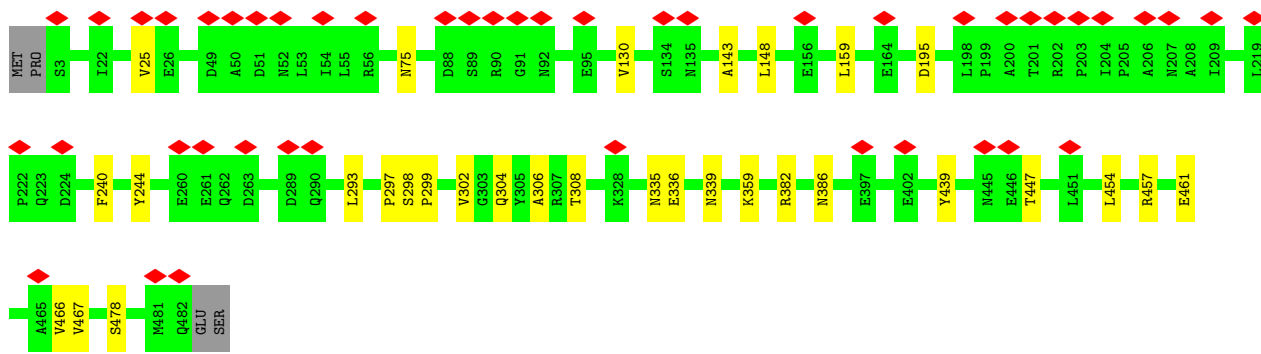 MET PRO S3 I22 V25 E26 D49 A50 D51 N52 L53 I54 L55 R56 N75 D88 S89 R90 G91 N92 E95 V130 S134 N135 A143 L148 E156 L159 E164 D195 L198 P199 A200 T201 R202 P203 I204 P205 A206 N207 A208 I209 L219
P222 Q223 D224 F240 Y244 E260 E261 Q262 D263 D289 Q290 L293 P297 S298 P299 V302 G303 Q304 Y305 A306 R307 T308 K328 N335 E336 N339 K359 R382 N386 E397 E402 Y439 N445 E446 T447 L451 L454 R457 E461
A465 V466 V467 S478 M481 Q482 GLU SER